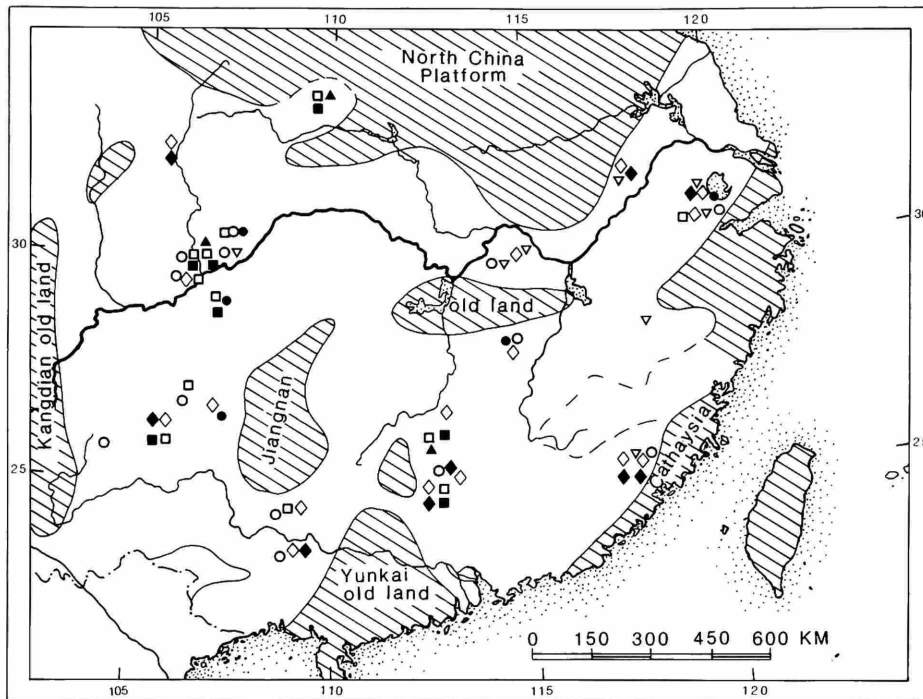 105 110 115 120
North China
Platform
30 30
Kangdian old land
old land
Jiangnan
Cathaysia
25 25
Yunkai
old land
0 150 300 450 600 KM
105 110 115 120